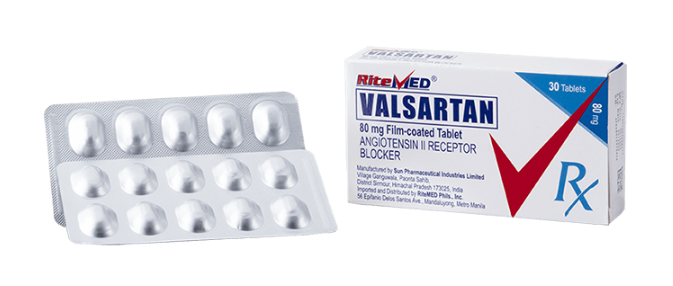 RiteMED®
30 Tablets
80 mg
VALSARTAN
80 mg Film-coated Tablet
ANGIOTENSIN II RECEPTOR
BLOCKER
Manufactured by Sun Pharmaceutical Industries Limited
Village Ganguwala, Paonta Sahib,
District Sirmour, Himachal Pradesh 173025, India
Imported and Distributed by RiteMED Phils., Inc.
56 Epifanio Delos Santos Ave., Mandaluyong, Metro Manila
Rx